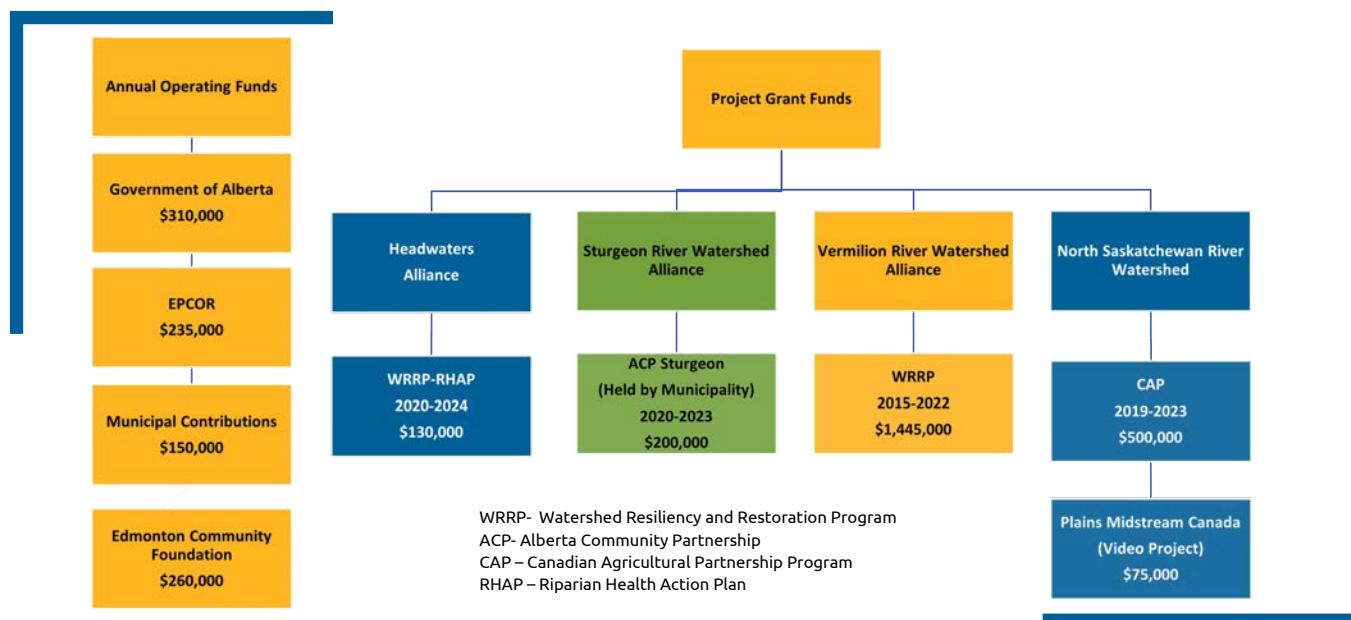 Annual Operating Funds
Government of Alberta
$310,000
EPCOR
$235,000
Municipal Contributions
$150,000
Edmonton Community
Foundation
$260,000
Project Grant Funds
Headwaters
Alliance
WRRP-RHAP
2020-2024
$130,000
Sturgeon River Watershed
Alliance
ACP Sturgeon
(Held by Municipality)
2020-2023
$200,000
Vermilion River Watershed
Alliance
WRRP
2015-2022
$1,445,000
North Saskatchewan River
Watershed
CAP
2019-2023
$500,000
Plains Midstream Canada
(Video Project)
$75,000
WRRP- Watershed Resiliency and Restoration Program
ACP- Alberta Community Partnership
CAP – Canadian Agricultural Partnership Program
RHAP – Riparian Health Action Plan